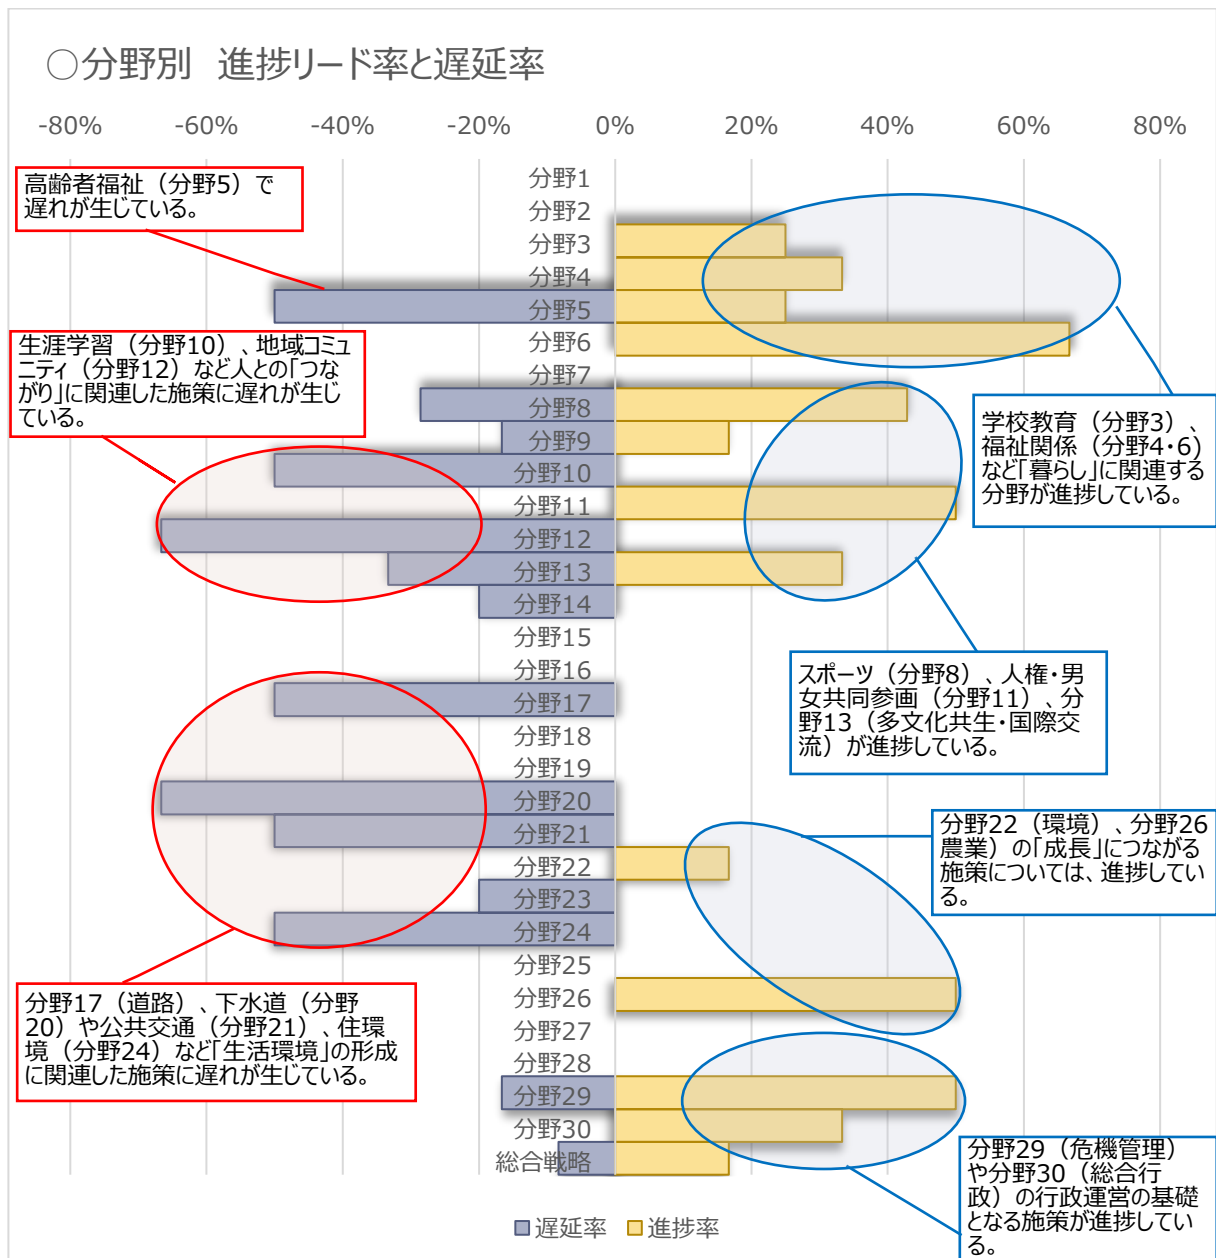 ○分野別　進捗リード率と遅延率
-80% -60% -40% -20% 0% 20% 40% 60% 80%
高齢者福祉（分野5）で
遅れが生じている。
生涯学習（分野10）、地域コミュ
ニティ（分野12）など人との「つな
がり」に関連した施策に遅れが生じ
ている。
分野17（道路）、下水道（分野
20）や公共交通（分野21）、住環
境（分野24）など「生活環境」の形成
に関連した施策に遅れが生じている。
分野1
分野2
分野3
分野4
分野5
分野6
分野7
分野8
分野9
分野10
分野11
分野12
分野13
分野14
分野15
分野16
分野17
分野18
分野19
分野20
分野21
分野22
分野23
分野24
分野25
分野26
分野27
分野28
分野29
分野30
総合戦略
学校教育（分野3）、
福祉関係（分野4・6)
など「暮らし」に関連する
分野が進捗している。
スポーツ（分野8）、人権・男
女共同参画（分野11）、分
野13（多文化共生・国際交
流）が進捗している。
分野22（環境）、分野26
農業）の「成長」につながる
施策については、進捗してい
る。
分野29（危機管理）
や分野30（総合行
政）の行政運営の基礎
となる施策が進捗してい
る。
遅延率 進捗率